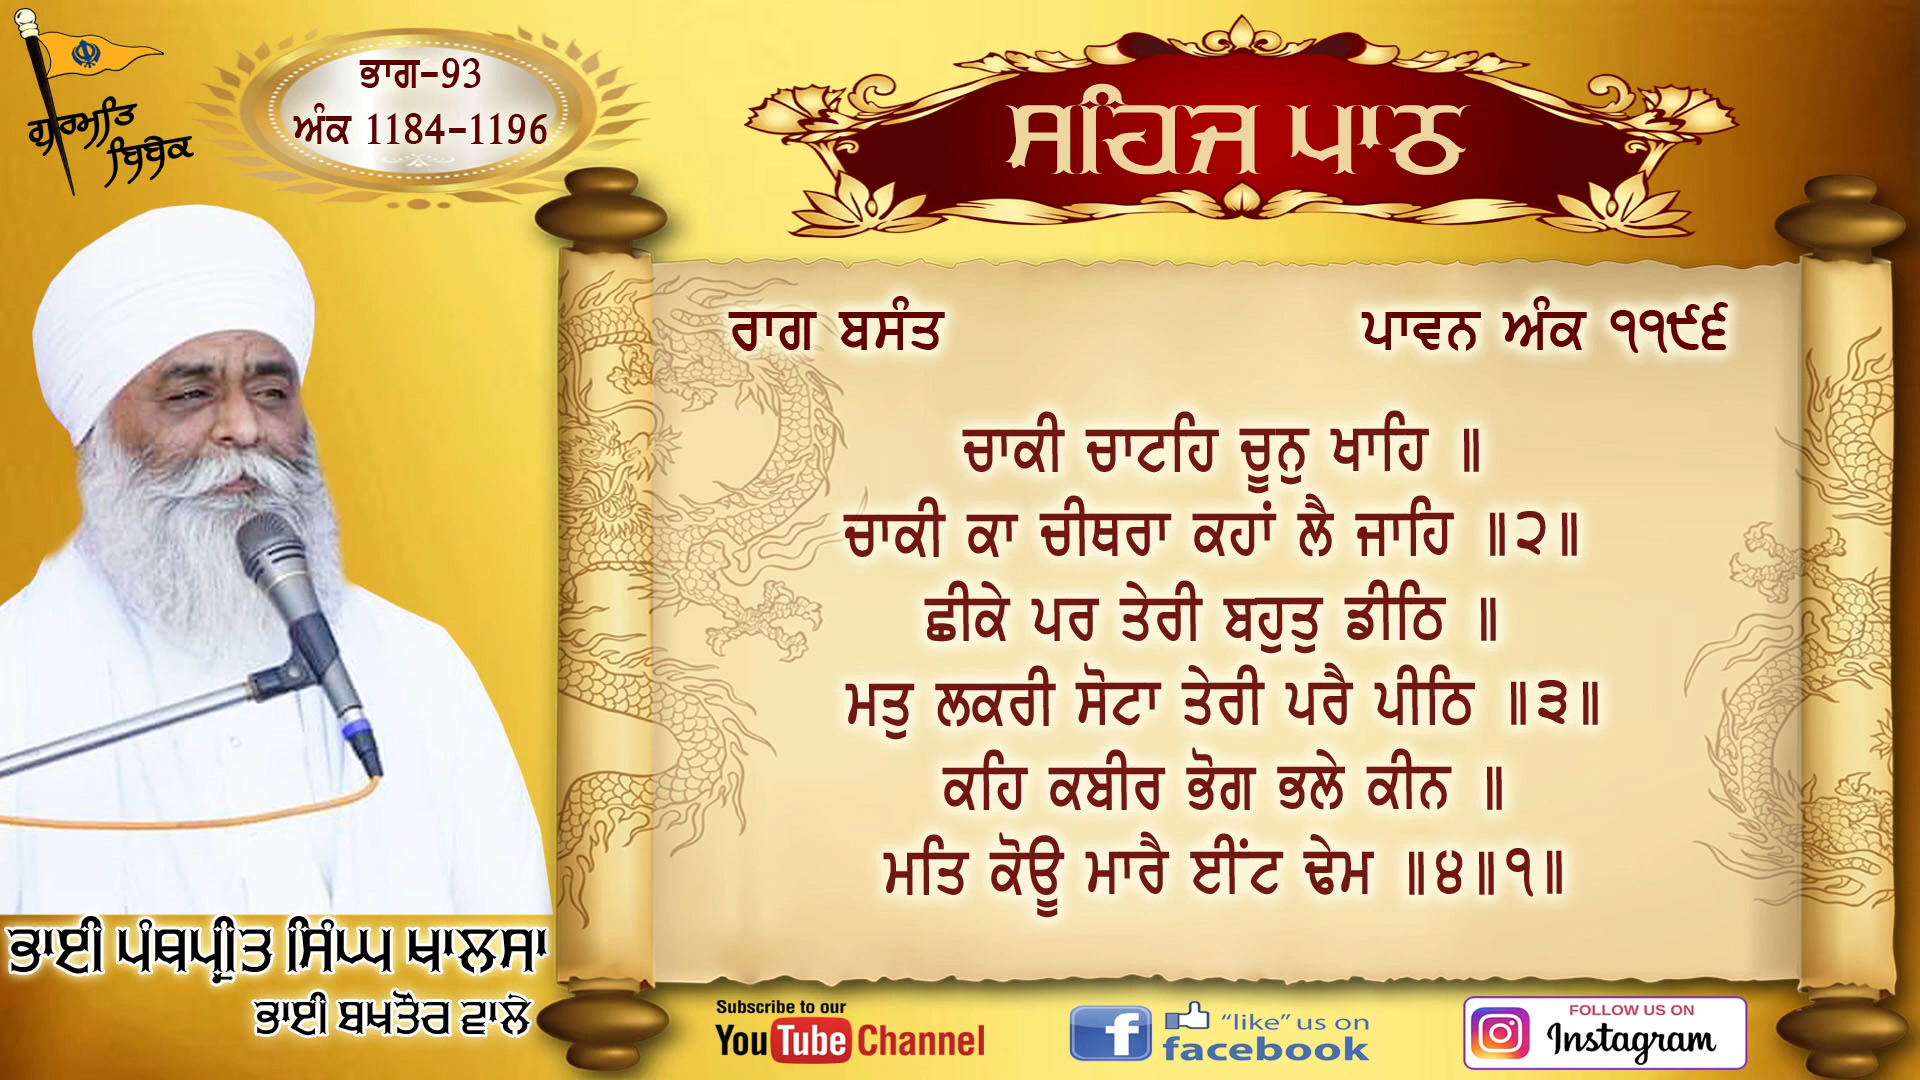 ਗੁਰਮਤਿ
ਬਿਬੇਕ
ਭਾਗ-93
ਅੰਕ 1184-1196
ਸਹਿਜ ਪਾਠ
ਰਾਗ ਬਸੰਤ
ਪਾਵਨ ਅੰਕ ੧੧੯੬
ਚਾਕੀ ਚਾਟਹਿ ਚੂਨੁ ਖਾਹਿ ॥
ਚਾਕੀ ਕਾ ਚੀਥਰਾ ਕਹਾਂ ਲੈ ਜਾਹਿ ॥੨॥
ਛੀਕੇ ਪਰ ਤੇਰੀ ਬਹੁਤੁ ਡੀਠਿ ॥
ਮਤੁ ਲਕਰੀ ਸੋਟਾ ਤੇਰੀ ਪਰੈ ਪੀਠਿ ॥੩॥
ਕਹਿ ਕਬੀਰ ਭੋਗ ਭਲੇ ਕੀਨ ॥
ਮਤਿ ਕੋਊ ਮਾਰੈ ਈਂਟ ਢੇਮ ॥੪॥੧॥
ਭਾਈ ਪੰਥਪ੍ਰੀਤ ਸਿੰਘ ਖਾਲਸਾ
ਭਾਈ ਬਖਤੌਰ ਵਾਲੇ
Subscribe to our
YouTube Channel
f "like" us on
facebook
FOLLOW US ON
Instagram